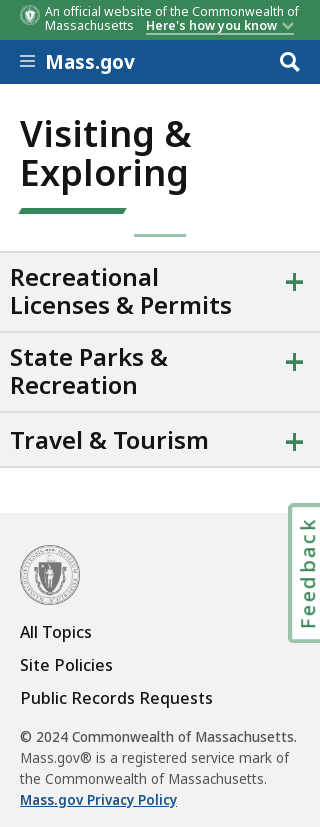 An official website of the Commonwealth of
Massachusetts Here's how you know
Mass.gov
Visiting &
Exploring
Recreational
Licenses & Permits
State Parks &
Recreation
Travel & Tourism
Feedback
All Topics
Site Policies
Public Records Requests
© 2024 Commonwealth of Massachusetts.
Mass.gov® is a registered service mark of
the Commonwealth of Massachusetts.
Mass.gov Privacy Policy